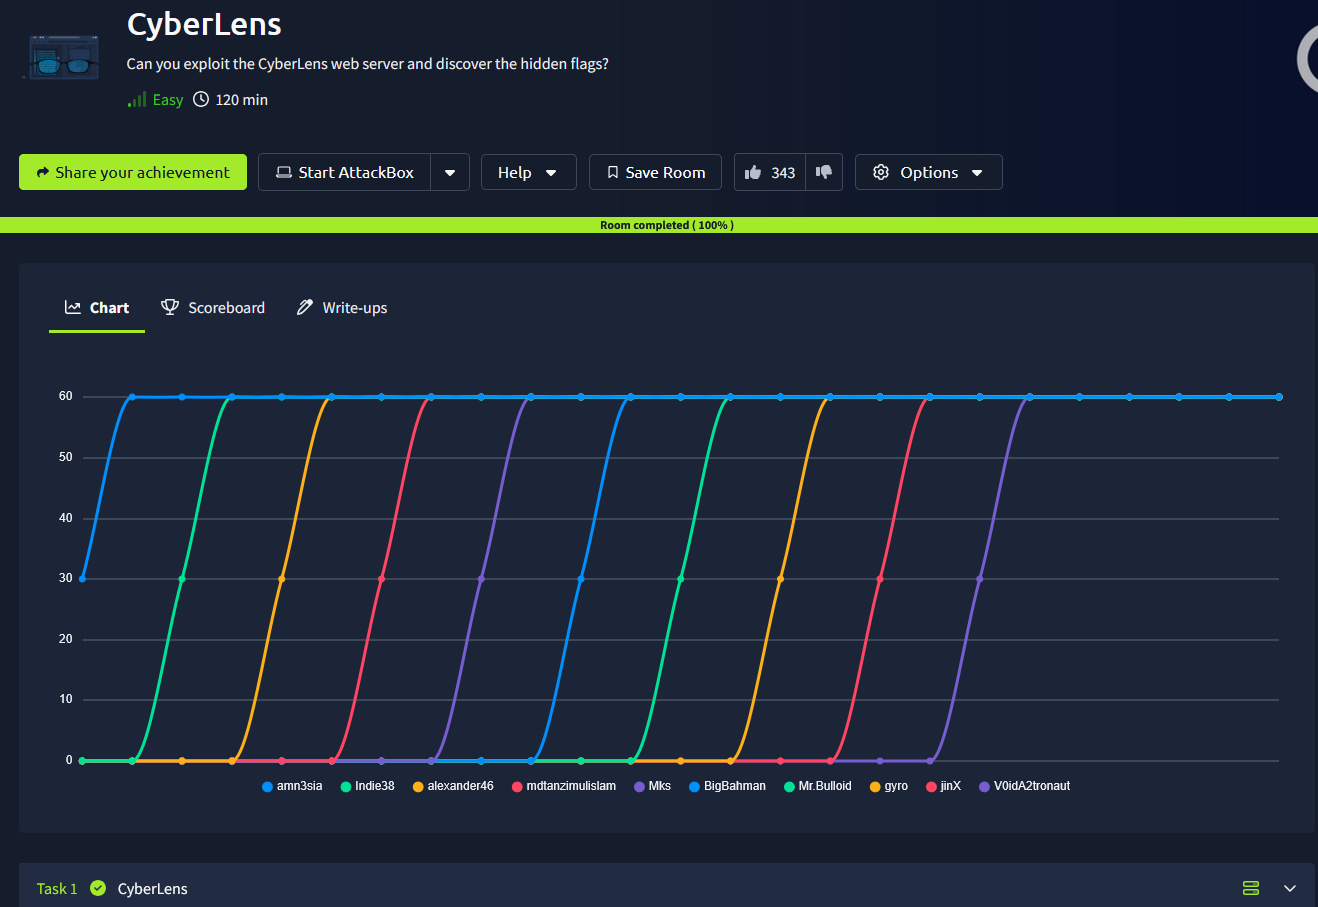 CyberLens
Can you exploit the CyberLens web server and discover the hidden flags?
Easy 120 min
Share your achievement Start AttackBox Help Save Room 343 Options
Room completed ( 100% )
Chart Scoreboard Write-ups
60
50
40
30
20
10
0
amn3sia Indie38 alexander46 mdtanzimulislam Mks BigBahman Mr.Bulloid gyro jinX V0idA2tronaut
Task 1 CyberLens